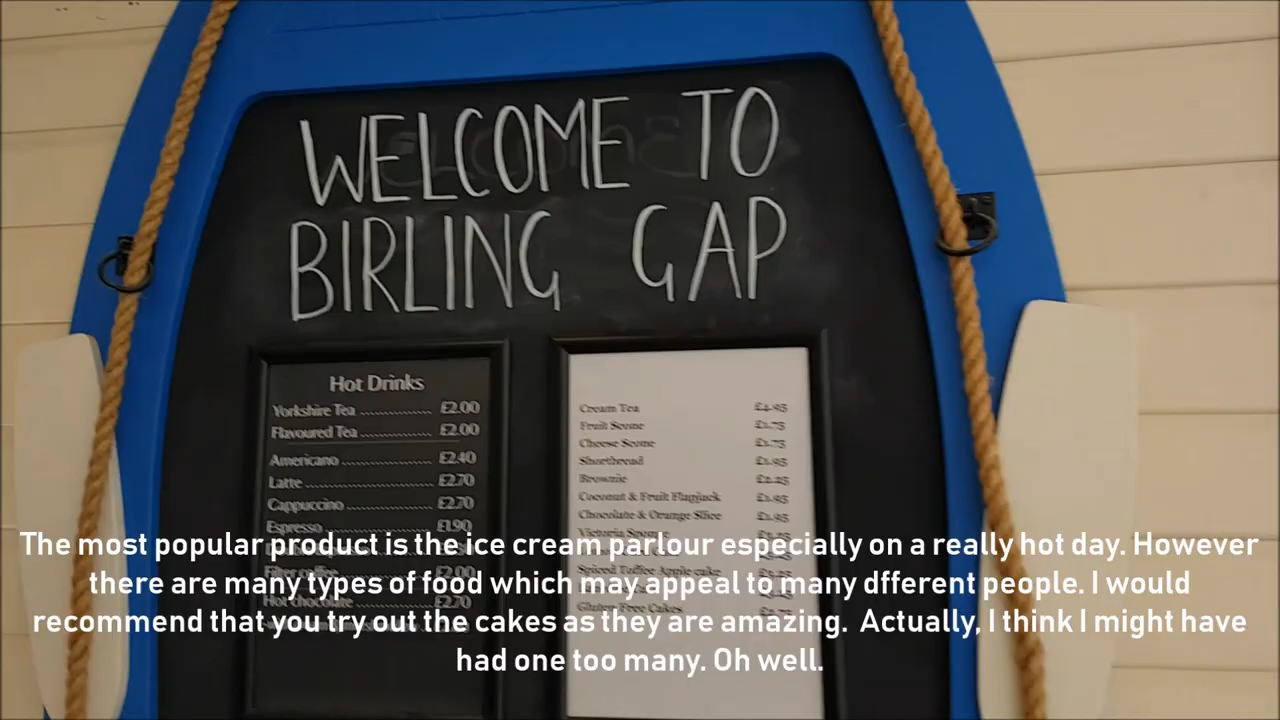 WELCOME TO
BIRLING GAP
Hot Drinks
Yorkshire Tea ............... £2.00
Flavoured Tea ............... £2.00
Americano ............... £2.40
Latte ............... £2.70
Cappuccino ............... £2.70
Espresso ............... £1.90
Filter coffee ............... £2.00
Hot chocolate ............... £2.70
Cream Tea £4.95
Fruit Scone £1.75
Cheese Scone £1.75
Shortbread £1.95
Brownie £2.25
Coconut & Fruit Flapjack £1.95
Chocolate & Orange Slice £1.95
Victoria
Spiced Toffee Apple cake
Gluten Free Cakes
The most popular product is the ice cream parlour especially on a really hot day. However
there are many types of food which may appeal to many dfferent people. I would
recommend that you try out the cakes as they are amazing. Actually, I think I might have
had one too many. Oh well.